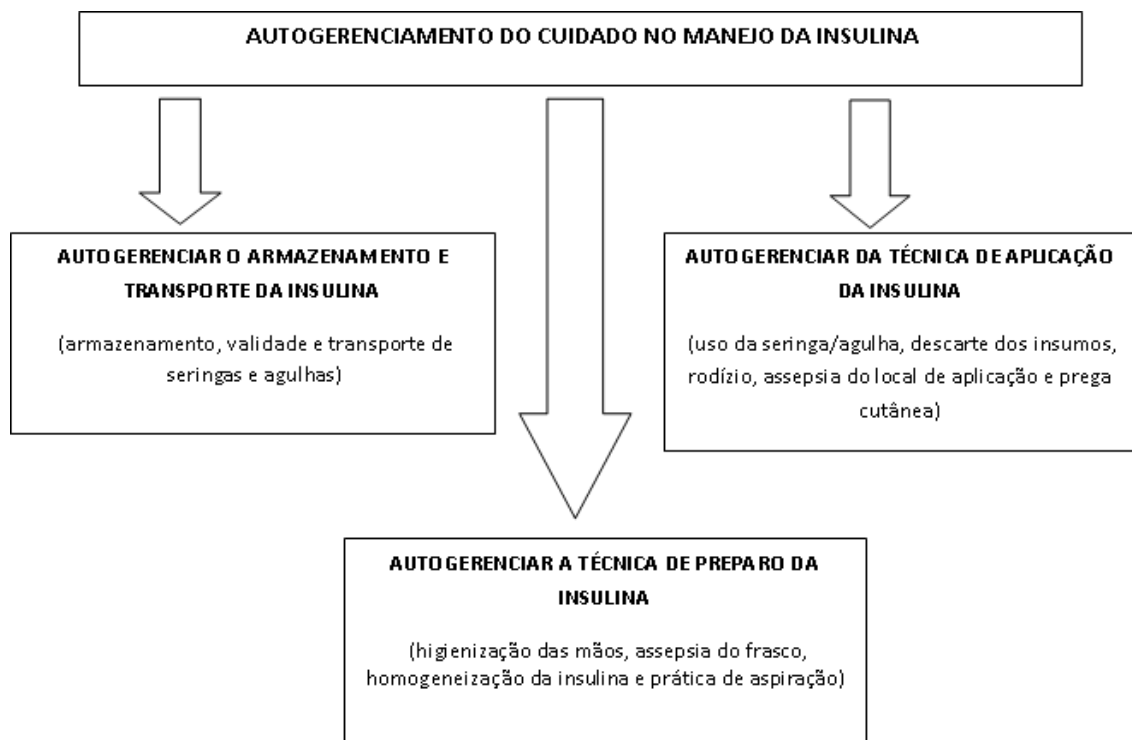 AUTOGERENCIAMENTO DO CUIDADO NO MANEJO DA INSULINA
AUTOGERENCIAR O ARMAZENAMENTO E
TRANSPORTE DA INSULINA
(armazenamento, validade e transporte de
seringas e agulhas)
AUTOGERENCIAR DA TÉCNICA DE APLICAÇÃO
DA INSULINA
(uso da seringa/agulha, descarte dos insumos,
rodízio, assepsia do local de aplicação e prega
cutânea)
AUTOGERENCIAR A TÉCNICA DE PREPARO DA
INSULINA
(higienização das mãos, assepsia do frasco,
homogeneização da insulina e prática de aspiração)